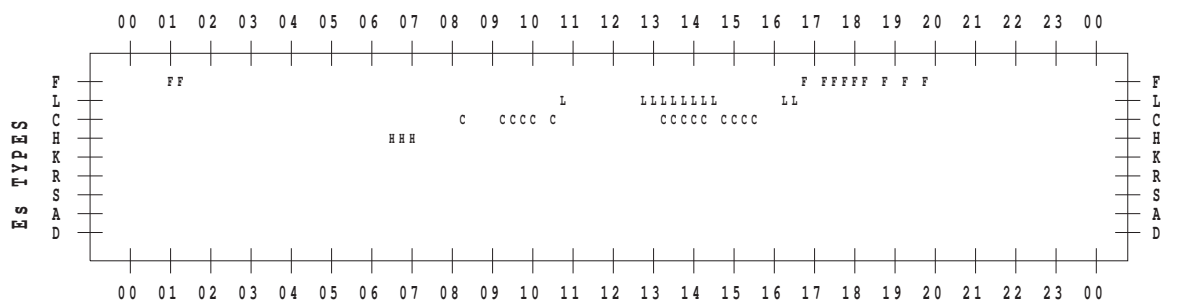 00 01 02 03 04 05 06 07 08 09 10 11 12 13 14 15 16 17 18 19 20 21 22 23 00
Es TYPES
F FF F FFFFF F F F F
L L LLLLLLLL LL L
C C CCCC C CCCCC CCCC C
H HHH H
K K
R R
S S
A A
D D
00 01 02 03 04 05 06 07 08 09 10 11 12 13 14 15 16 17 18 19 20 21 22 23 00